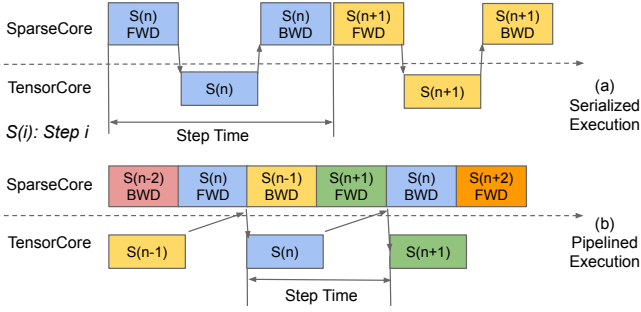 SparseCore
S(n)
FWD
S(n)
BWD
S(n+1)
FWD
S(n+1)
BWD
TensorCore
S(n)
S(n+1)
(a)
Serialized
Execution
S(i): Step i
Step Time
SparseCore
S(n-2)
BWD
S(n)
FWD
S(n-1)
BWD
S(n+1)
FWD
S(n)
BWD
S(n+2)
FWD
TensorCore
S(n-1)
S(n)
S(n+1)
(b)
Pipelined
Execution
Step Time